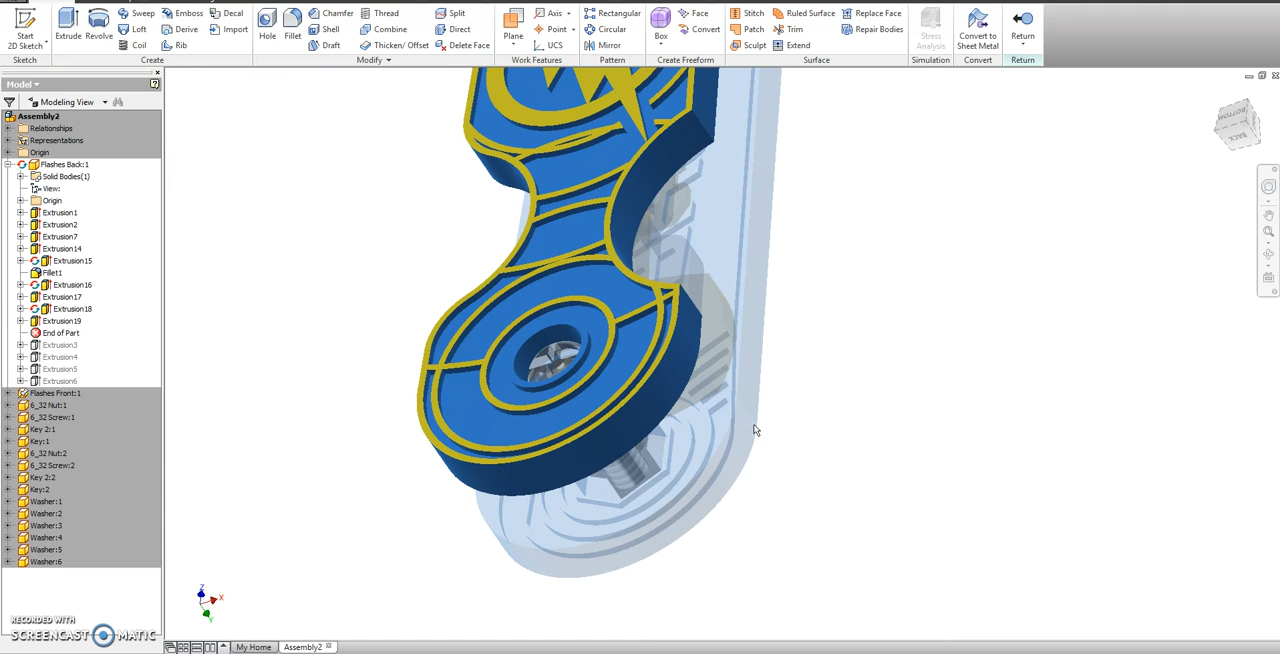 Start
2D Sketch
Sketch
Extrude
Revolve
Sweep
Loft
Coil
Emboss
Derive
Rib
Decal
Import
Create
Hole
Fillet
Chamfer
Shell
Draft
Thread
Combine
Thicken/ Offset
Split
Direct
Delete Face
Modify
Plane
Axis
Point
UCS
Work Features
Rectangular
Circular
Mirror
Pattern
Box
Face
Convert
Create Freeform
Stitch
Patch
Sculpt
Ruled Surface
Trim
Extend
Replace Face
Repair Bodies
Surface
Stress
Analysis
Simulation
Convert to
Sheet Metal
Convert
Return
Return
Model
Modeling View
Assembly2
Relationships
Representations
Origin
Flashes Back:1
Solid Bodies(1)
View:
Origin
Extrusion1
Extrusion2
Extrusion7
Extrusion14
Extrusion15
Fillet1
Extrusion16
Extrusion17
Extrusion18
Extrusion19
End of Part
Extrusion3
Extrusion4
Extrusion5
Extrusion6
Flashes Front:1
6_32 Nut:1
6_32 Screw:1
Key 2:1
Key:1
6_32 Nut:2
6_32 Screw:2
Key 2:2
Key:2
Washer:1
Washer:2
Washer:3
Washer:4
Washer:5
Washer:6
BOTTOM
BACK
Z
X
Y
RECORDED WITH
SCREENCAST MATIC
My Home
Assembly2